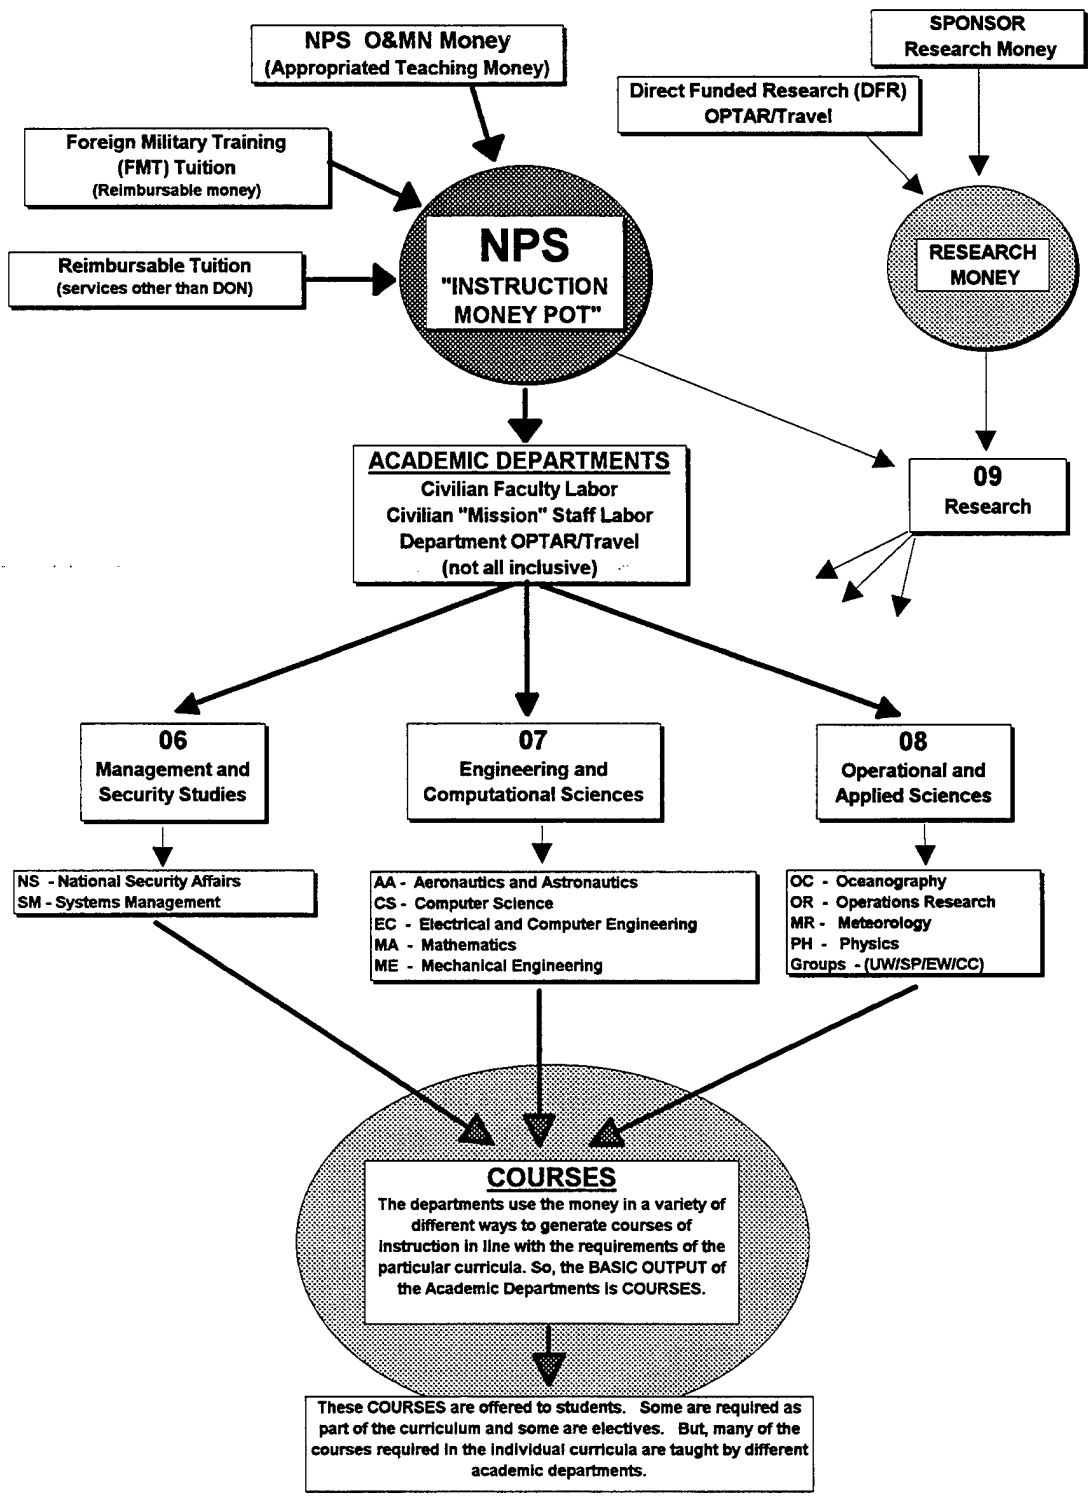 NPS O&MN Money
(Appropriated Teaching Money)
SPONSOR
Research Money
Direct Funded Research (DFR)
OPTAR/Travel
Foreign Military Training
(FMT) Tuition
(Reimbursable money)
Reimbursable Tuition
(services other than DON)
NPS
"INSTRUCTION
MONEY POT"
RESEARCH
MONEY
ACADEMIC DEPARTMENTS
Civilian Faculty Labor
Civilian "Mission" Staff Labor
Department OPTAR/Travel
(not all inclusive)
09
Research
06
Management and
Security Studies
07
Engineering and
Computational Sciences
08
Operational and
Applied Sciences
NS - National Security Affairs
SM - Systems Management
AA - Aeronautics and Astronautics
CS - Computer Science
EC - Electrical and Computer Engineering
MA - Mathematics
ME - Mechanical Engineering
OC - Oceanography
OR - Operations Research
MR - Meteorology
PH - Physics
Groups - (UW/SP/EW/CC)
COURSES
The departments use the money in a variety of
different ways to generate courses of
instruction in line with the requirements of the
particular curricula. So, the BASIC OUTPUT of
the Academic Departments is COURSES.
These COURSES are offered to students. Some are required as
part of the curriculum and some are electives. But, many of the
courses required in the individual curricula are taught by different
academic departments.